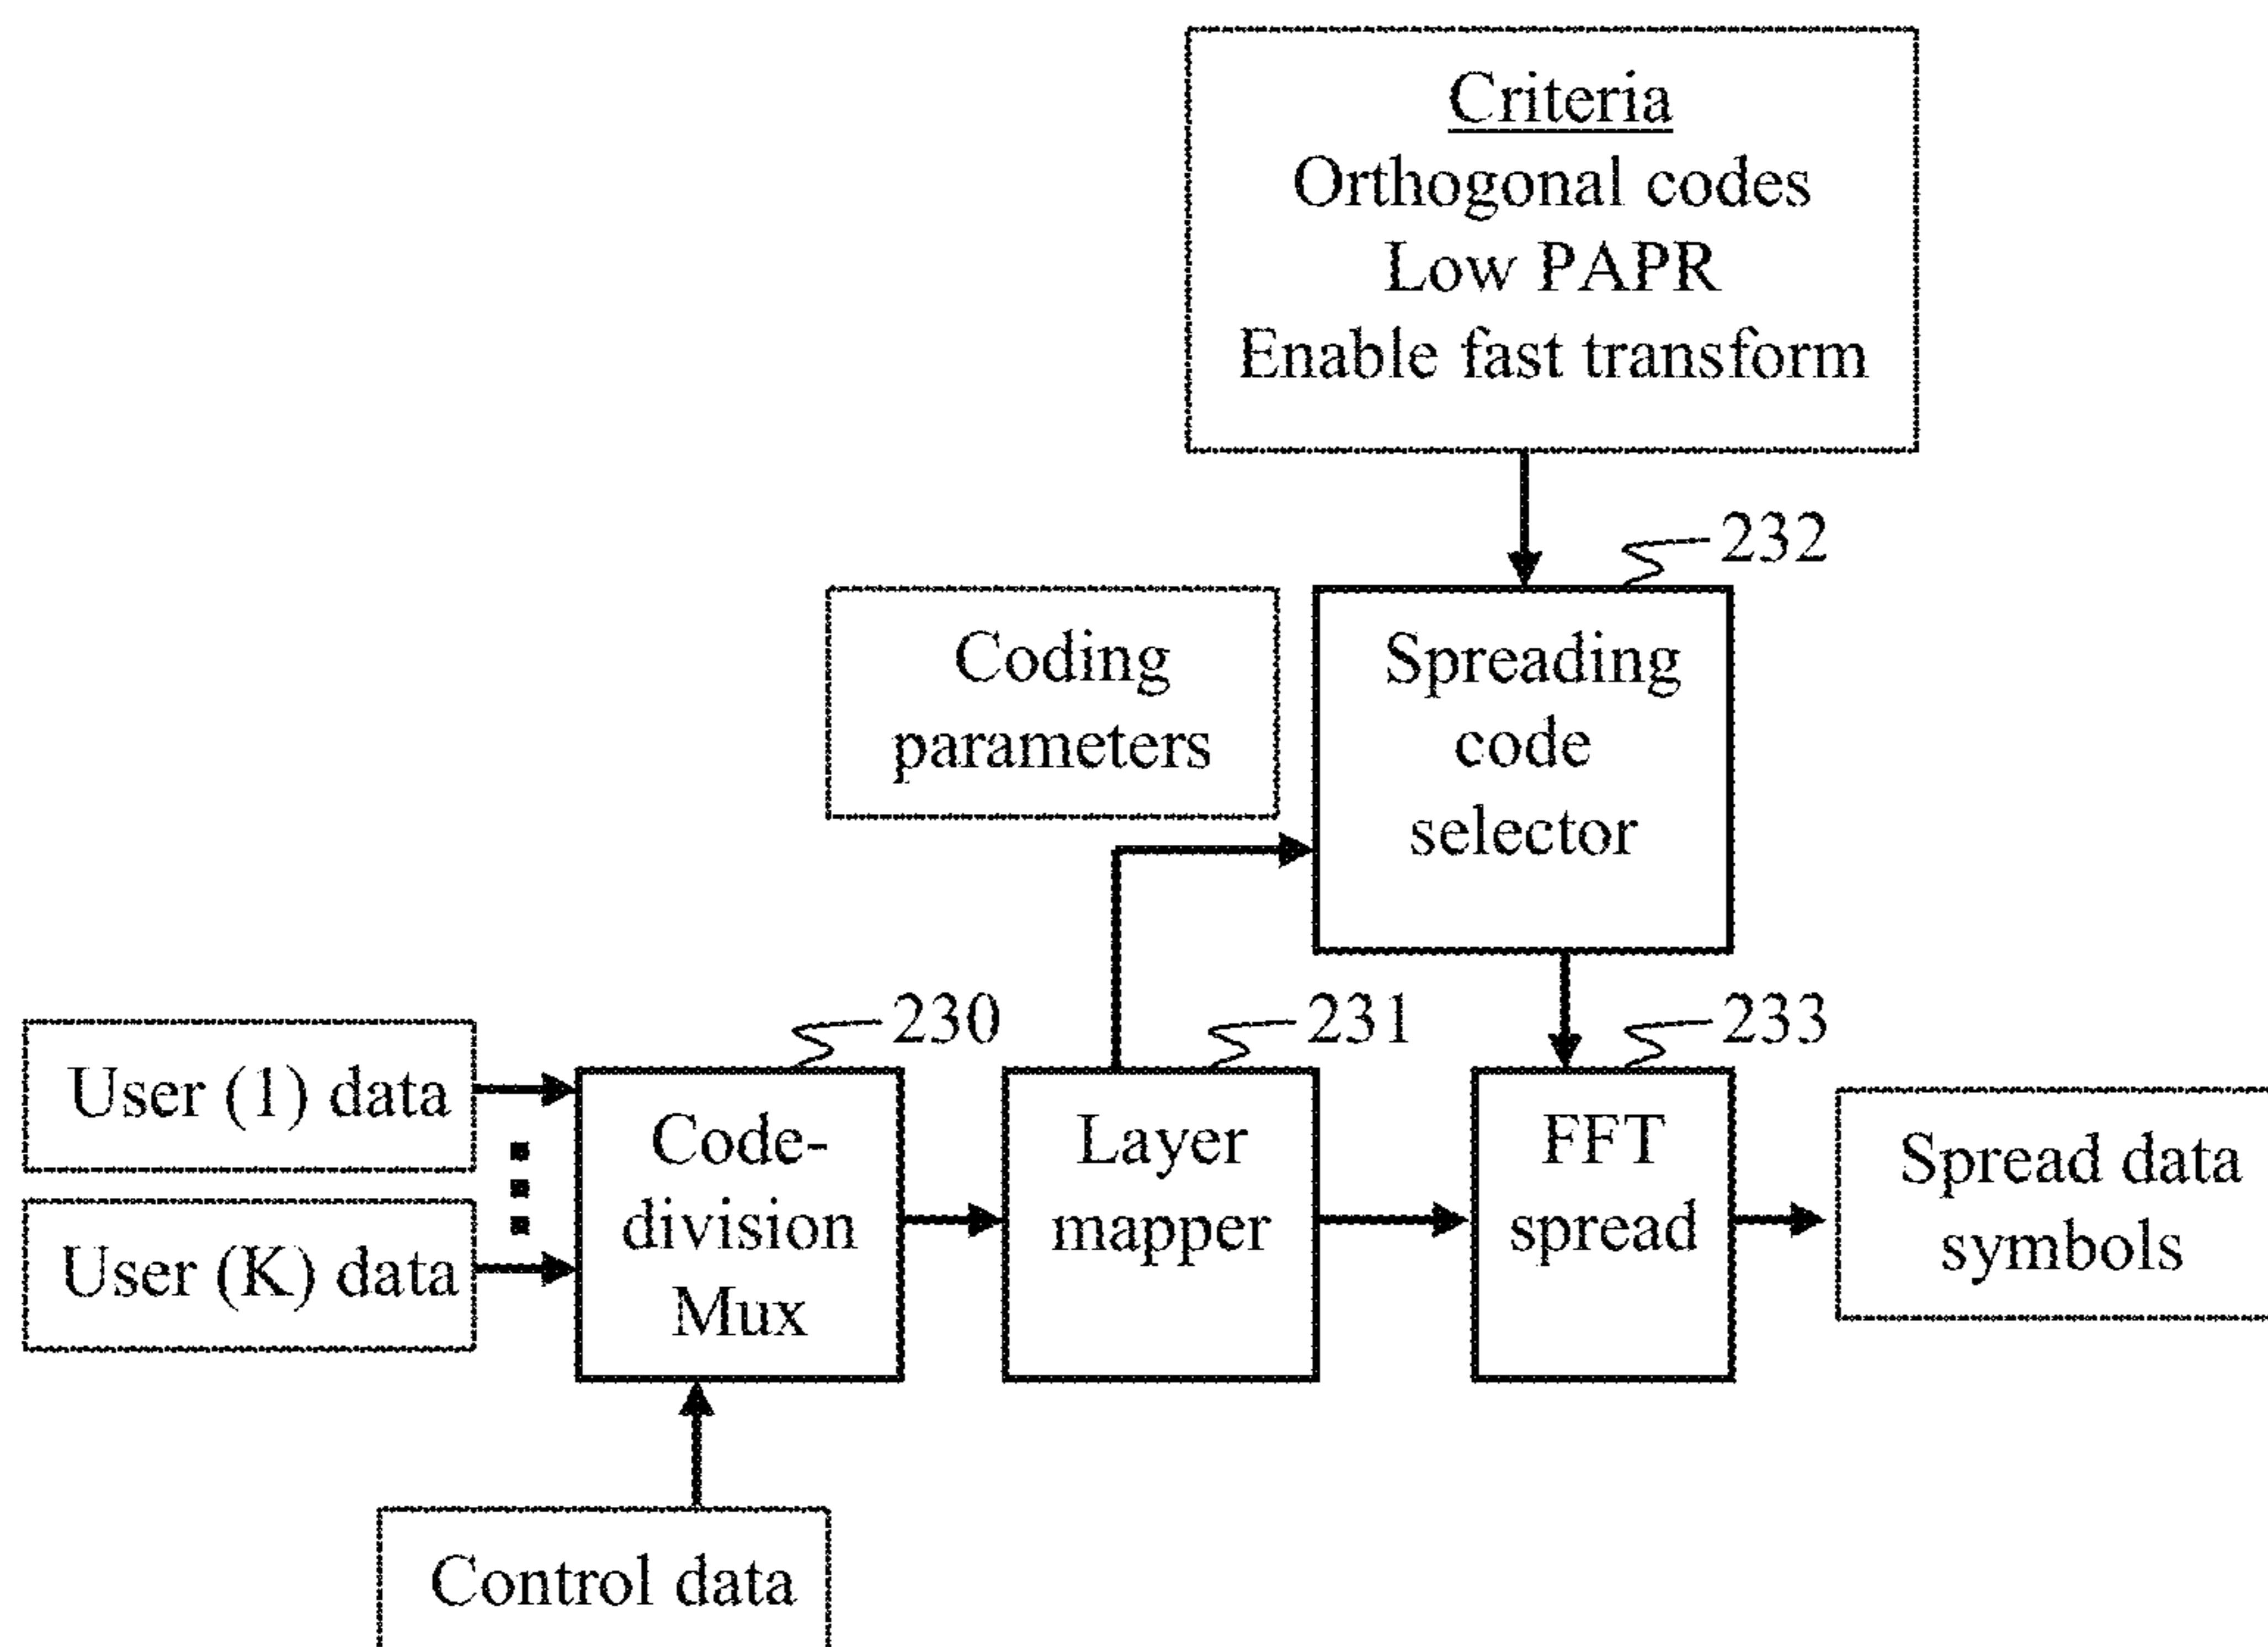 Criteria
Orthogonal codes
Low PAPR
Enable fast transform
232
Coding
parameters
Spreading
code
selector
230
231
233
User (1) data
User (K) data
Code-
division
Mux
Layer
mapper
FFT
spread
Spread data
symbols
Control data